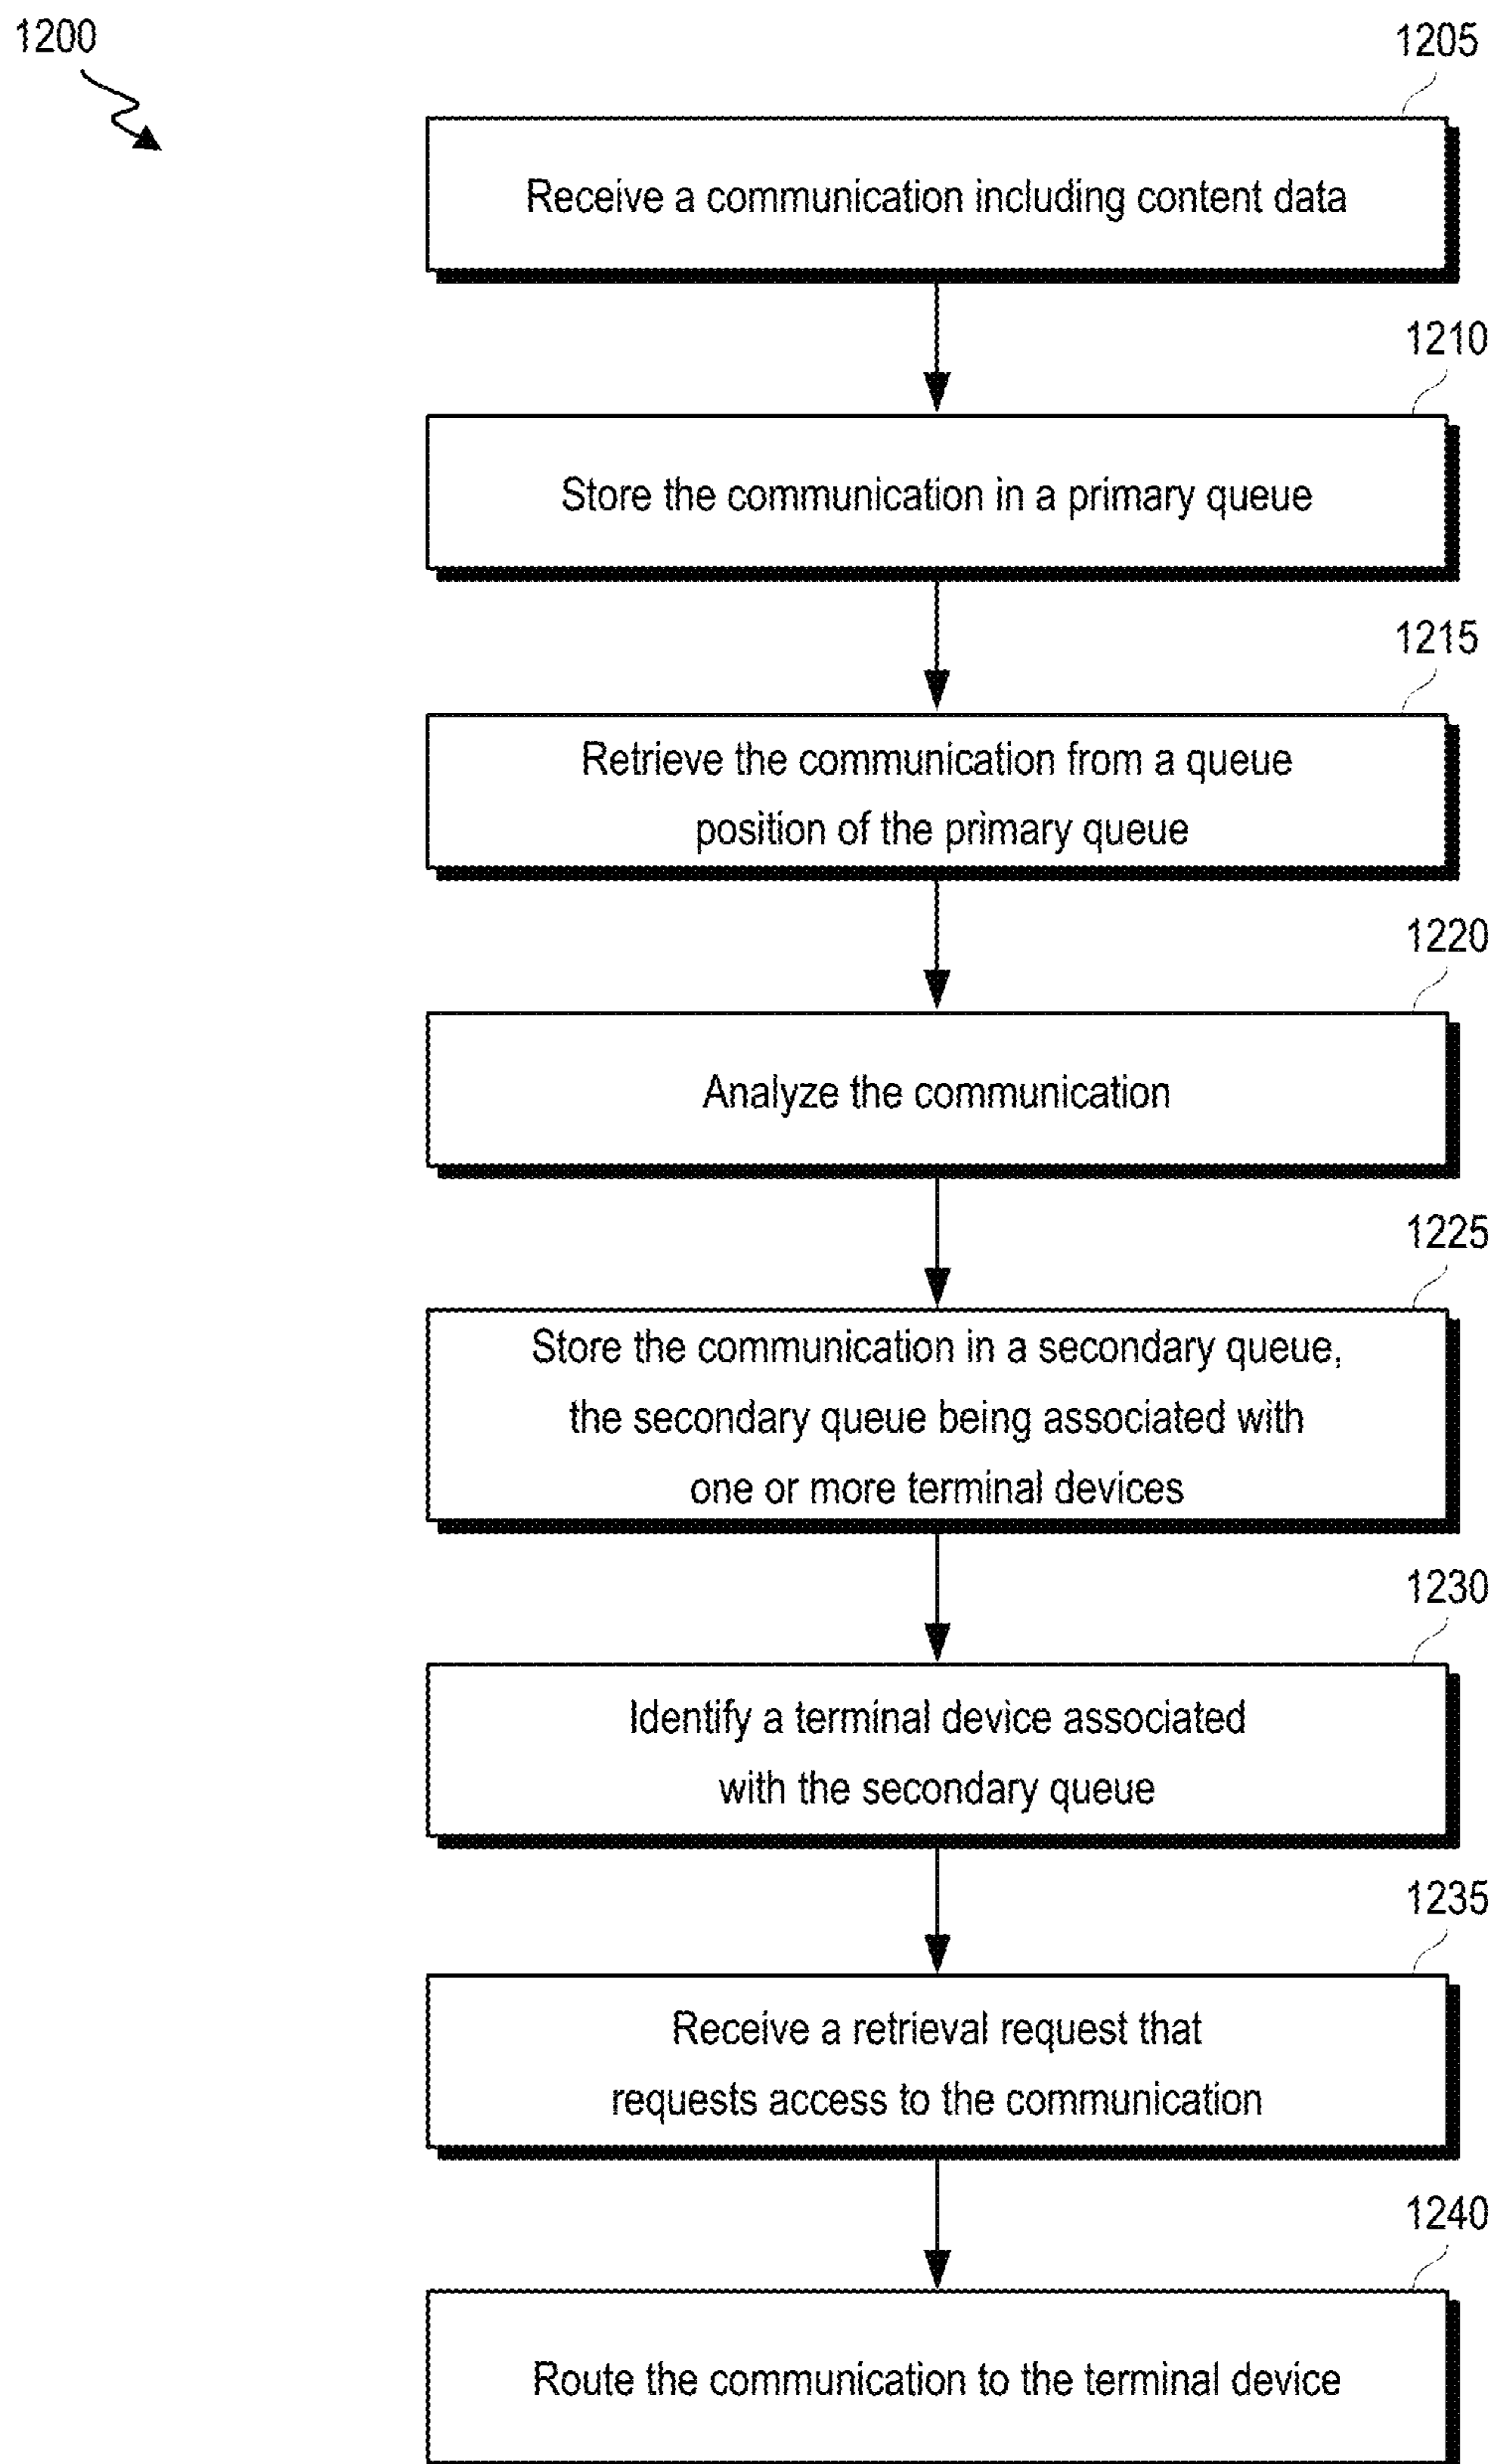 1200
1205
Receive a communication including content data
1210
Store the communication in a primary queue
1215
Retrieve the communication from a queue
position of the primary queue
1220
Analyze the communication
1225
Store the communication in a secondary queue,
the secondary queue being associated with
one or more terminal devices
1230
Identify a terminal device associated
with the secondary queue
1235
Receive a retrieval request that
requests access to the communication
1240
Route the communication to the terminal device